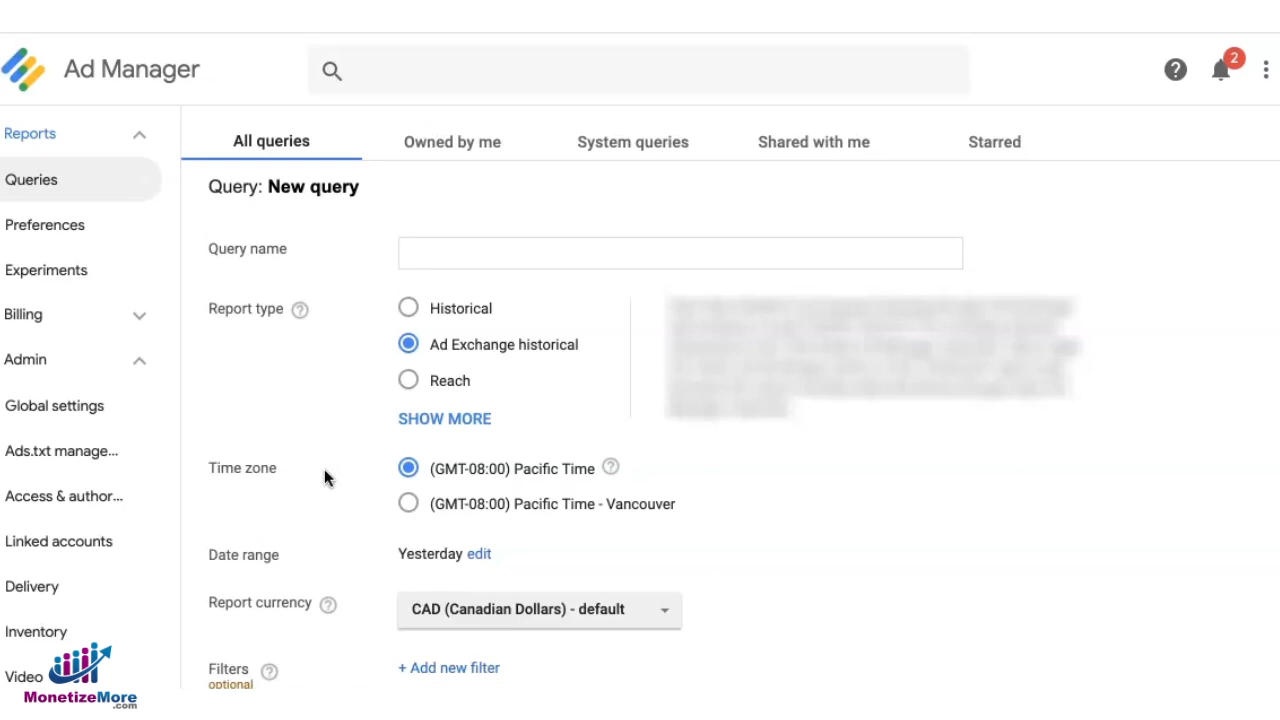 Ad Manager
2
Reports
Queries
Preferences
Experiments
Billing
Admin
Global settings
Ads.txt manage...
Access & author...
Linked accounts
Delivery
Inventory
Video
MonetizeMore
.com
All queries
Owned by me
System queries
Shared with me
Starred
Query: New query
Query name
Report type ?
Historical
Ad Exchange historical
Reach
SHOW MORE
Time zone
(GMT-08:00) Pacific Time ?
(GMT-08:00) Pacific Time - Vancouver
Date range
Yesterday edit
Report currency ?
CAD (Canadian Dollars) - default
Filters ?
optional
+ Add new filter